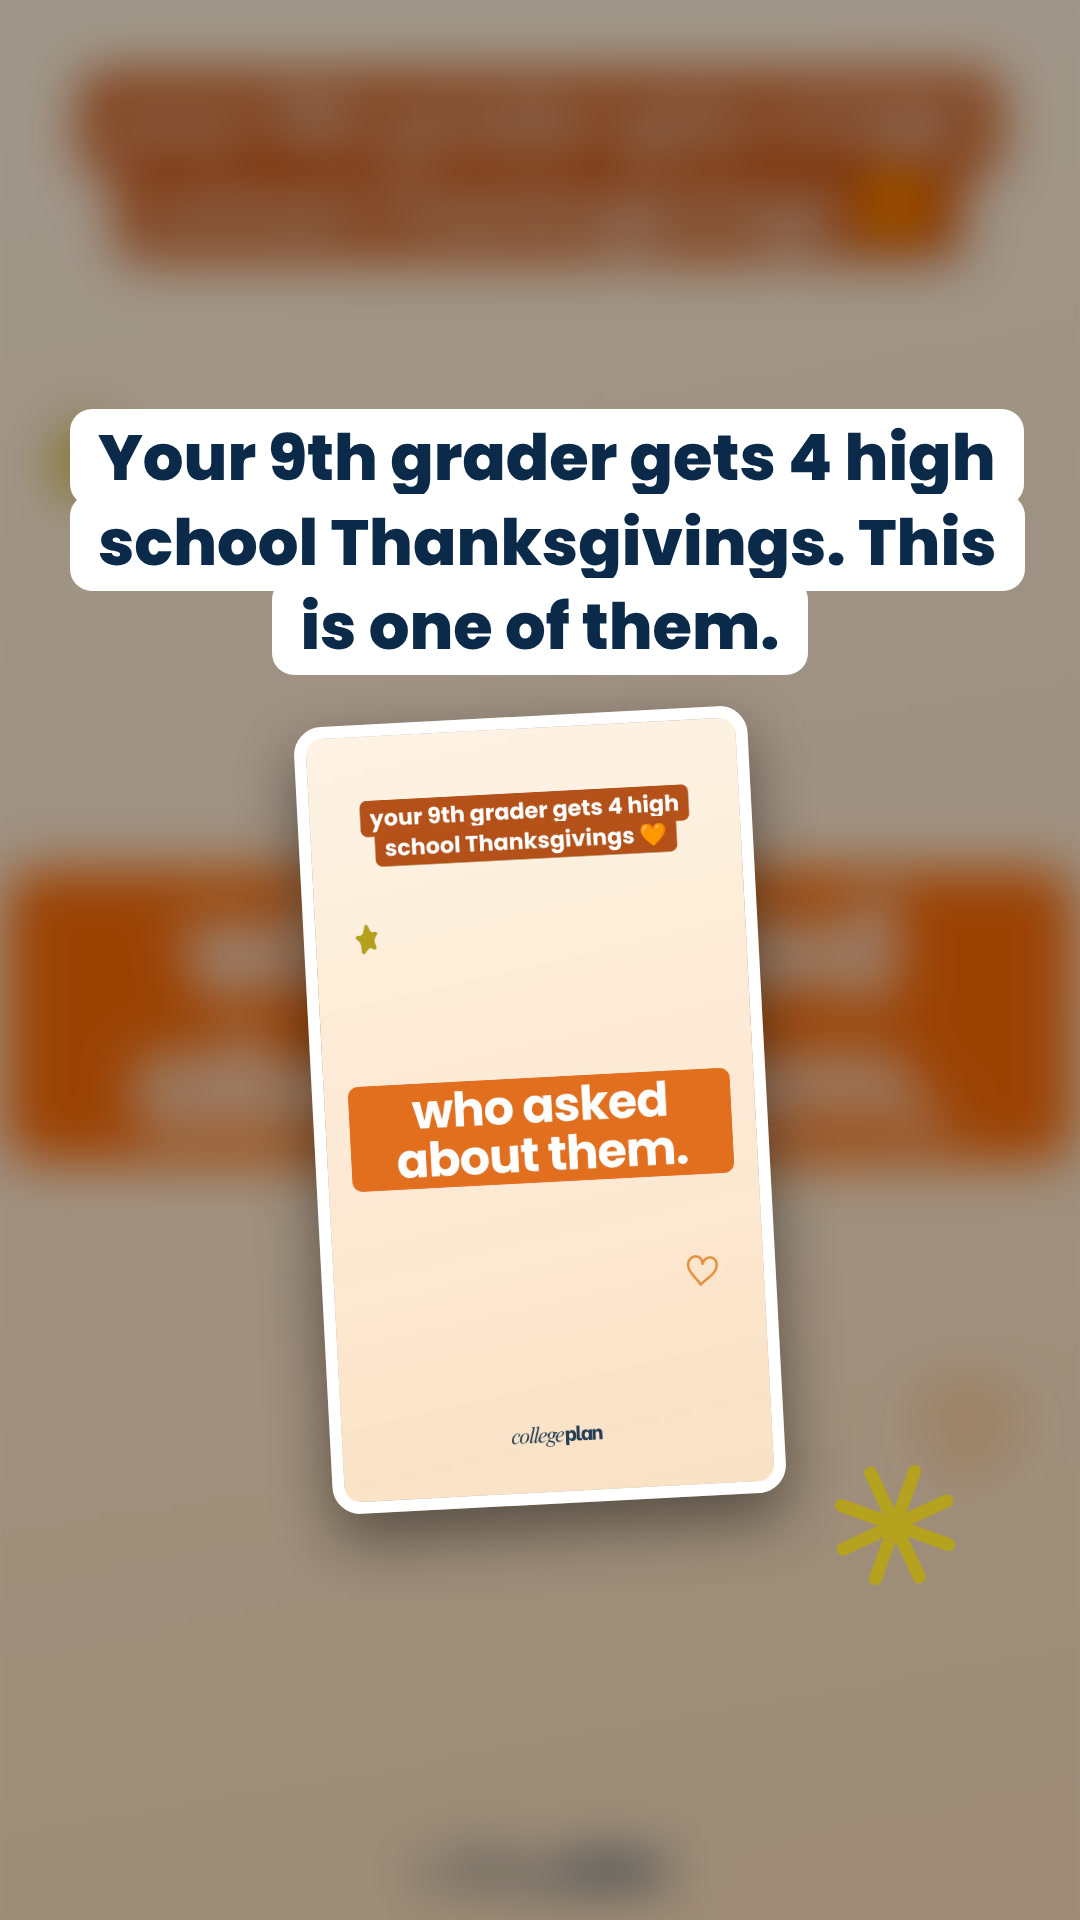 Your 9th grader gets 4 high
school Thanksgivings. This
is one of them.
your 9th grader gets 4 high
school Thanksgivings 🧡
who asked
about them.
collegeplan